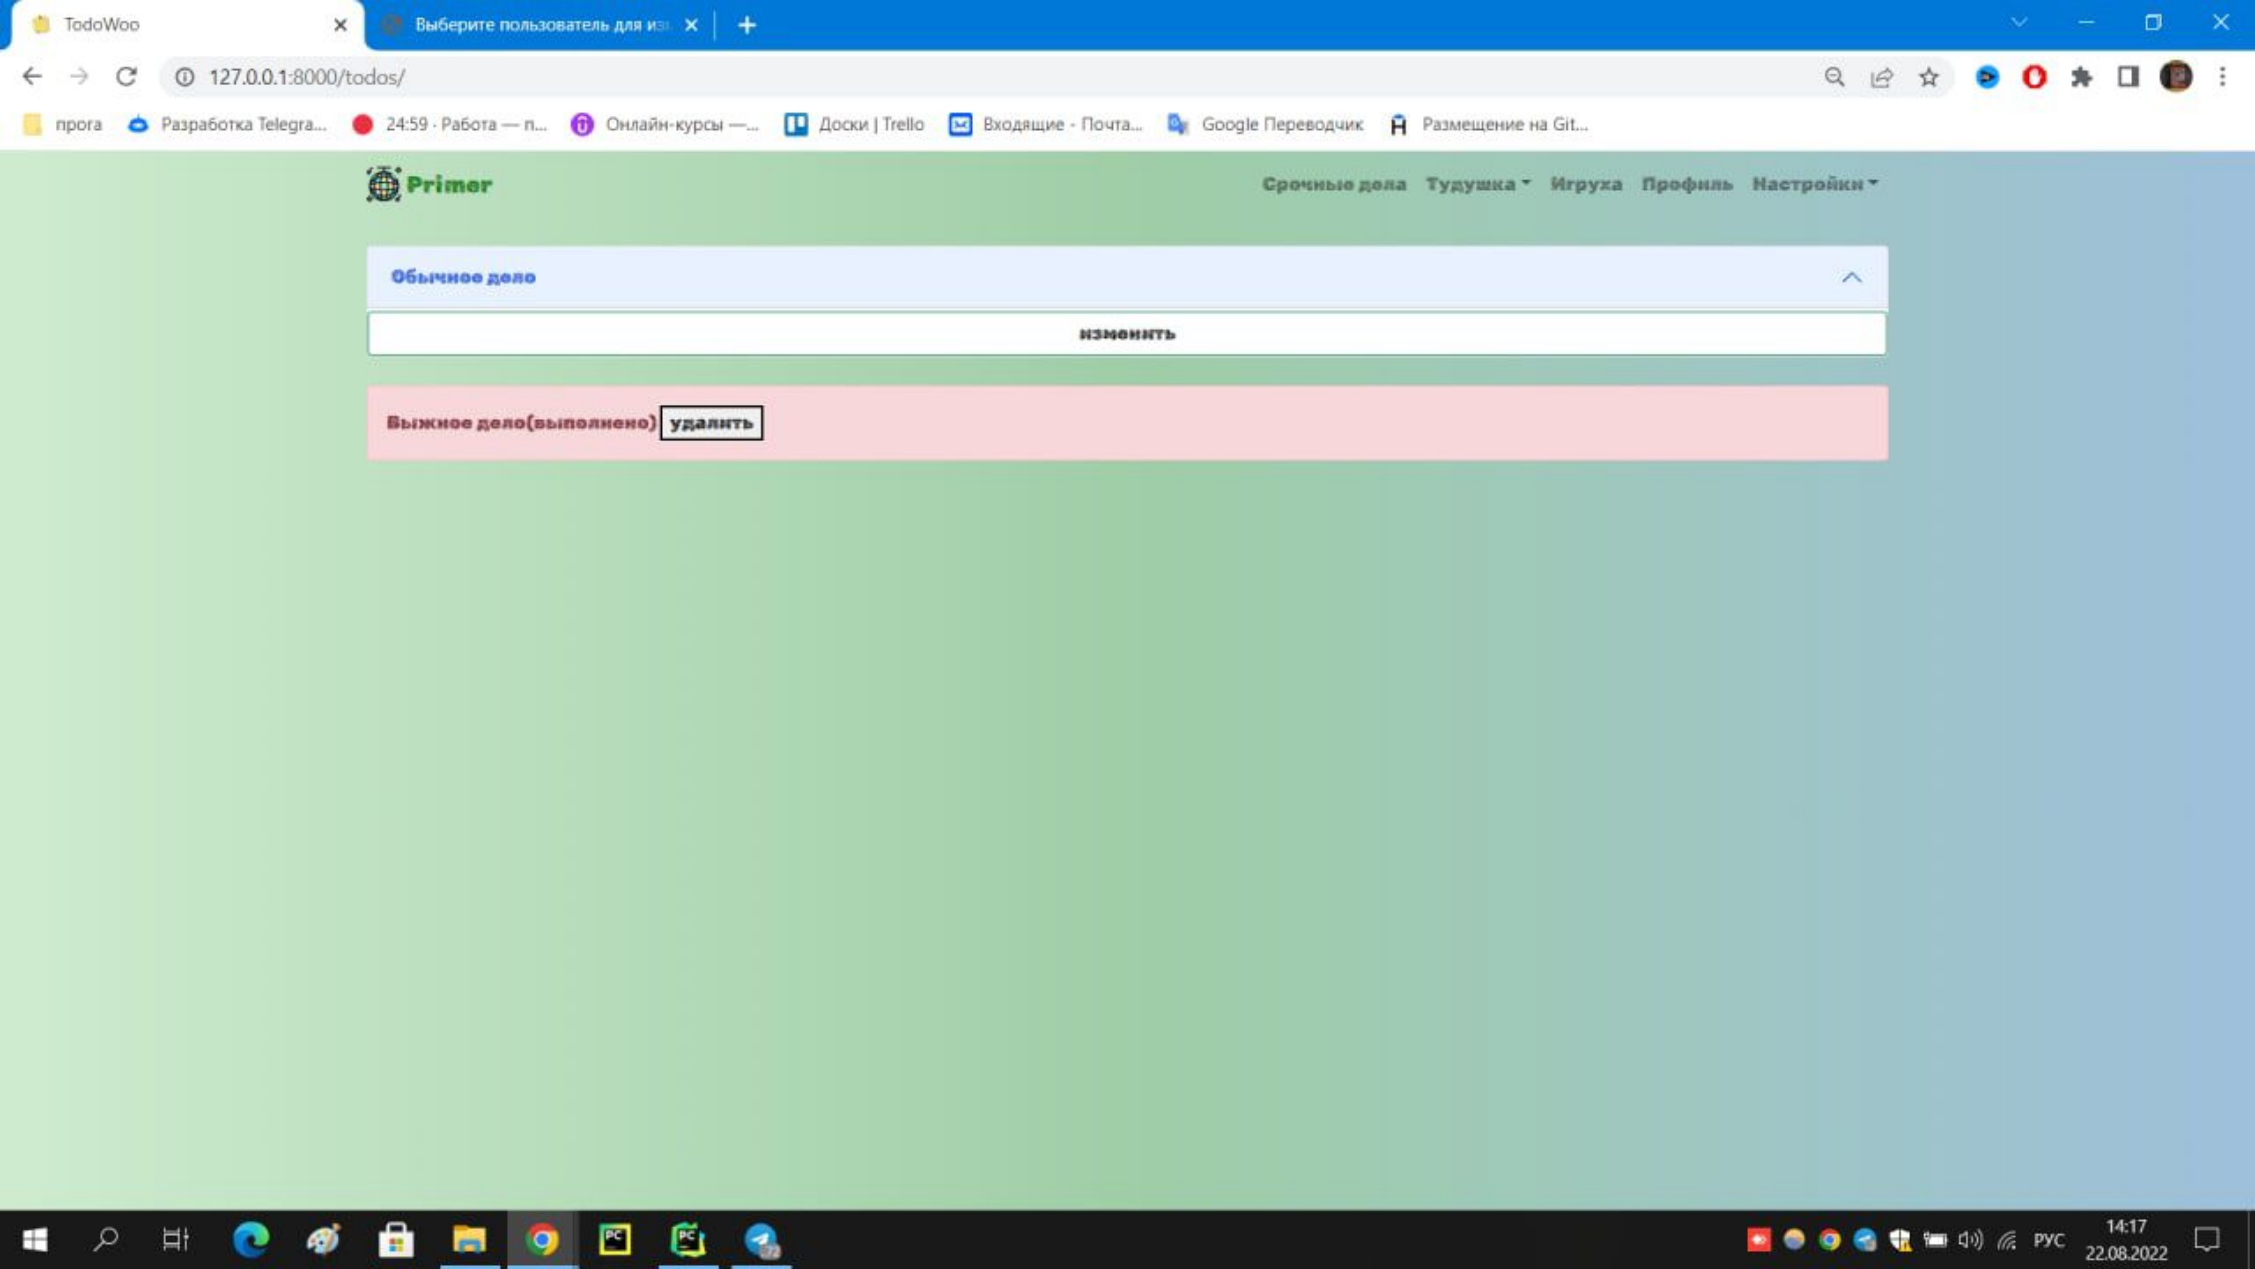 TodoWoo
Выберите пользователь для из
127.0.0.1:8000/todos/
прога Разработка Telegra... 24:59 · Работа — п... Онлайн-курсы —... Доски | Trello Входящие - Почта... Google Переводчик Размещение на Git...
Primer Срочные дела Тудушка Игруха Профиль Настройки
Обычное дело
изменить
Выжное дело(выполнено) удалить
РУС
14:17
22.08.2022